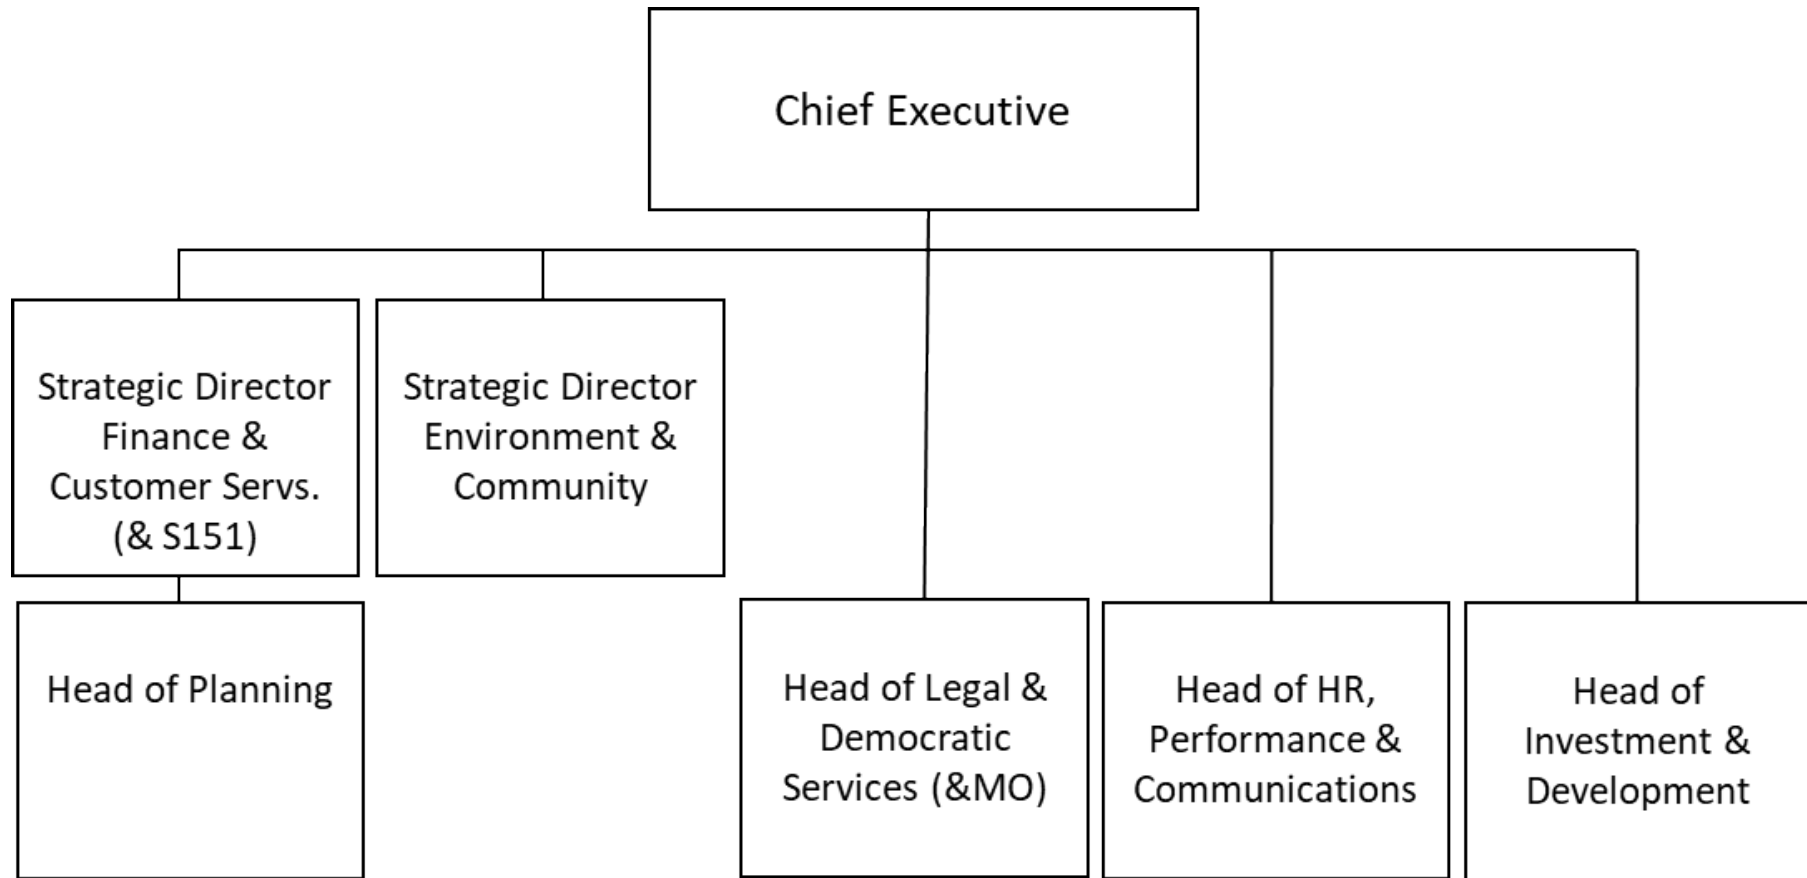 Chief Executive
Strategic Director
Finance &
Customer Servs.
(& S151)
Strategic Director
Environment &
Community
Head of Planning
Head of Legal &
Democratic
Services (&MO)
Head of HR,
Performance &
Communications
Head of
Investment &
Development